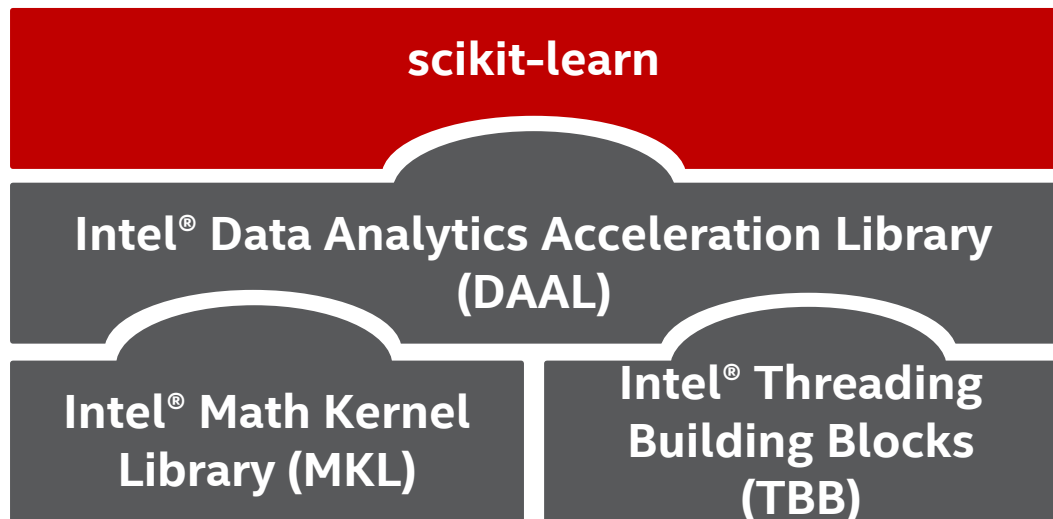 scikit-learn
Intel® Data Analytics Acceleration Library
(DAAL)
Intel® Math Kernel
Library (MKL)
Intel® Threading
Building Blocks
(TBB)